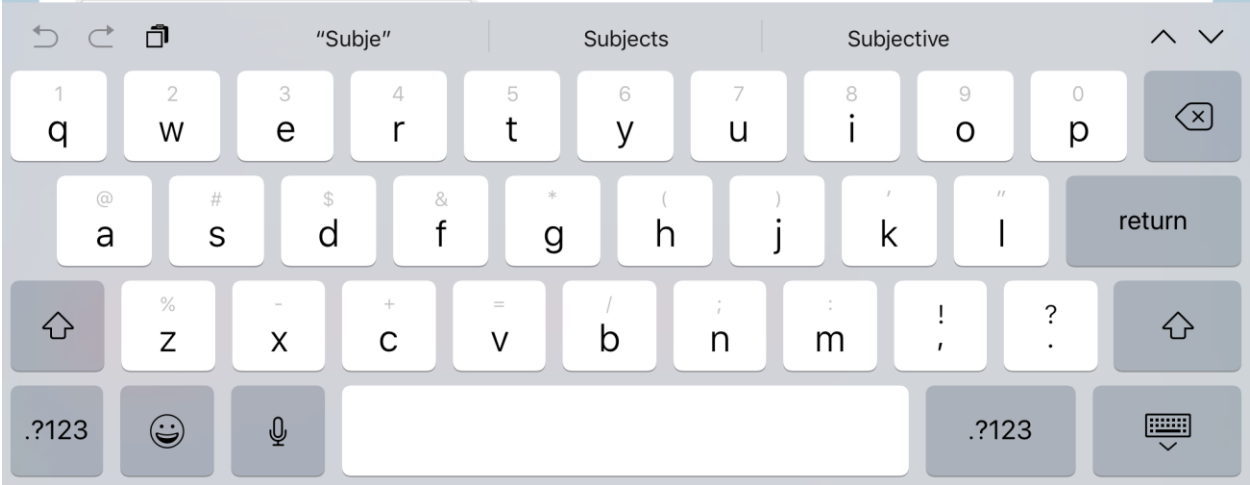 “Subje” Subjects Subjective
1 2 3 4 5 6 7 8 9 0
q w e r t y u i o p
@ # $ & * ( ) ' "
a s d f g h j k l return
% - + = / ; : ! ?
z x c v b n m , .
.?123 .?123